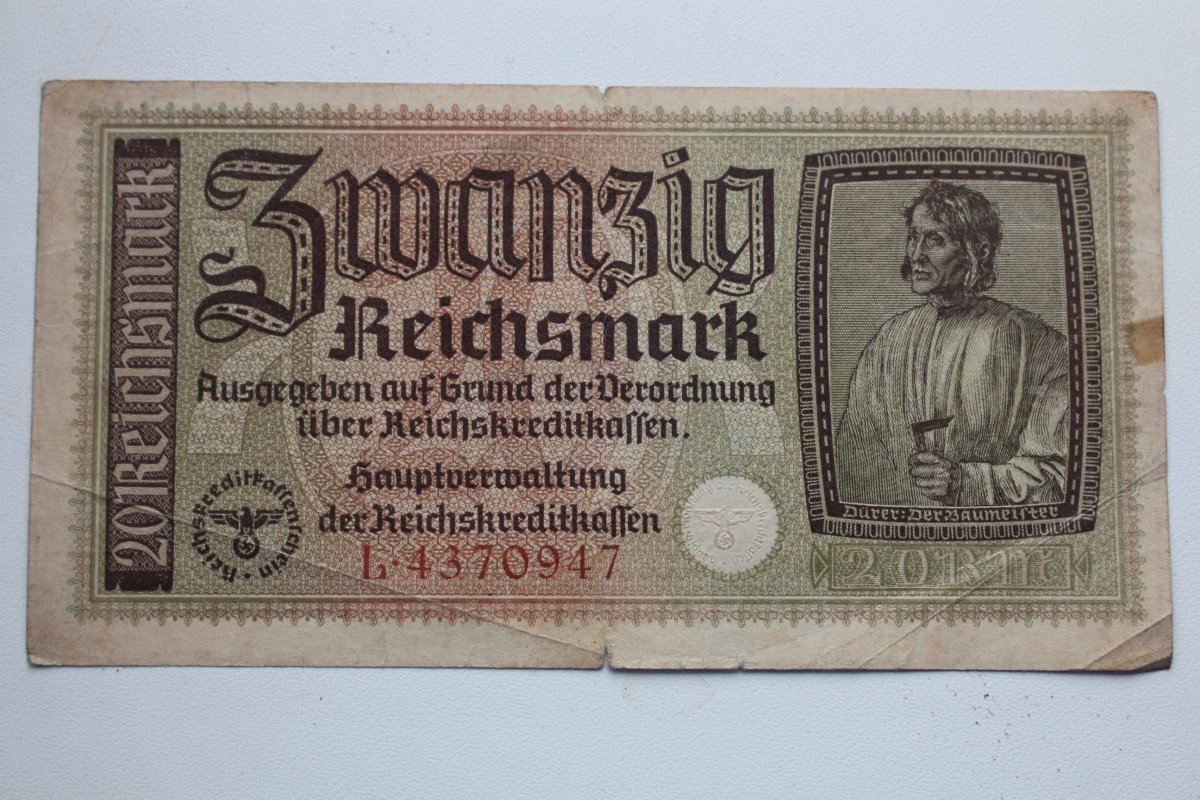 20 Reichsmark
Zwanzig
Reichsmark
Ausgegeben auf Grund der Verordnung
über Reichskreditkassen.
Hauptverwaltung
der Reichskreditkassen
Reichskreditkassenschein
L·4370947
Dürer: Der Baumeister
20 RM